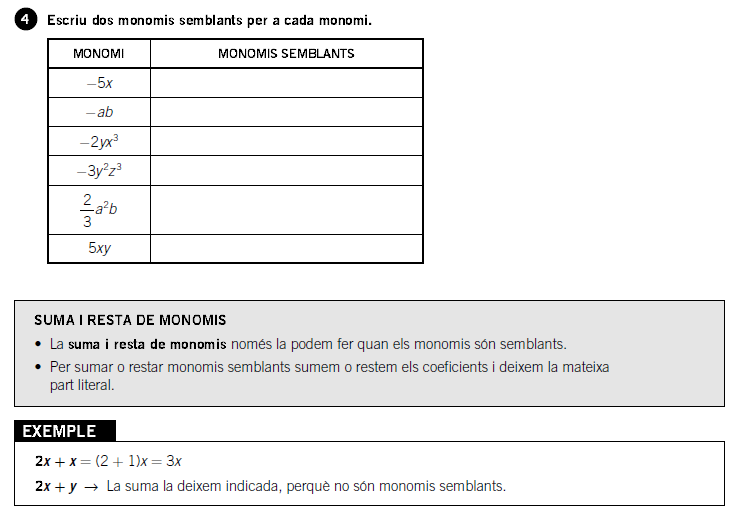 4 Escriu dos monomis semblants per a cada monomi.
MONOMI MONOMIS SEMBLANTS
−5x
−ab
−2yx³
−3y²z³
2/3 a²b
5xy
SUMA I RESTA DE MONOMIS
• La suma i resta de monomis només la podem fer quan els monomis són semblants.
• Per sumar o restar monomis semblants sumem o restem els coeficients i deixem la mateixa
part literal.
EXEMPLE
2x + x = (2 + 1)x = 3x
2x + y → La suma la deixem indicada, perquè no són monomis semblants.